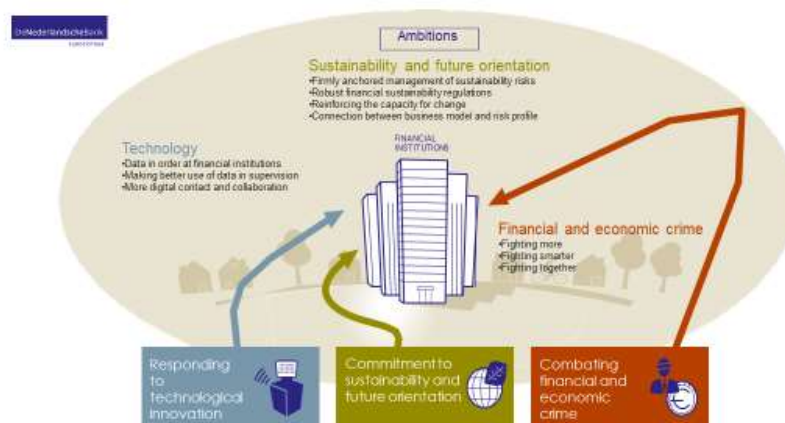 DeNederlandscheBank
EUROSYSTEEM
Ambitions
Sustainability and future orientation
•Firmly anchored management of sustainability risks
•Robust financial sustainability regulations
•Reinforcing the capacity for change
•Connection between business model and risk profile
FINANCIAL
INSTITUTIONS
Technology
•Data in order at financial institutions
•Making better use of data in supervision
•More digital contact and collaboration
Financial and economic crime
•Fighting more
•Fighting smarter
•Fighting together
Responding
to
technological
innovation
Commitment to
sustainability and
future orientation
Combating
financial and
economic
crime